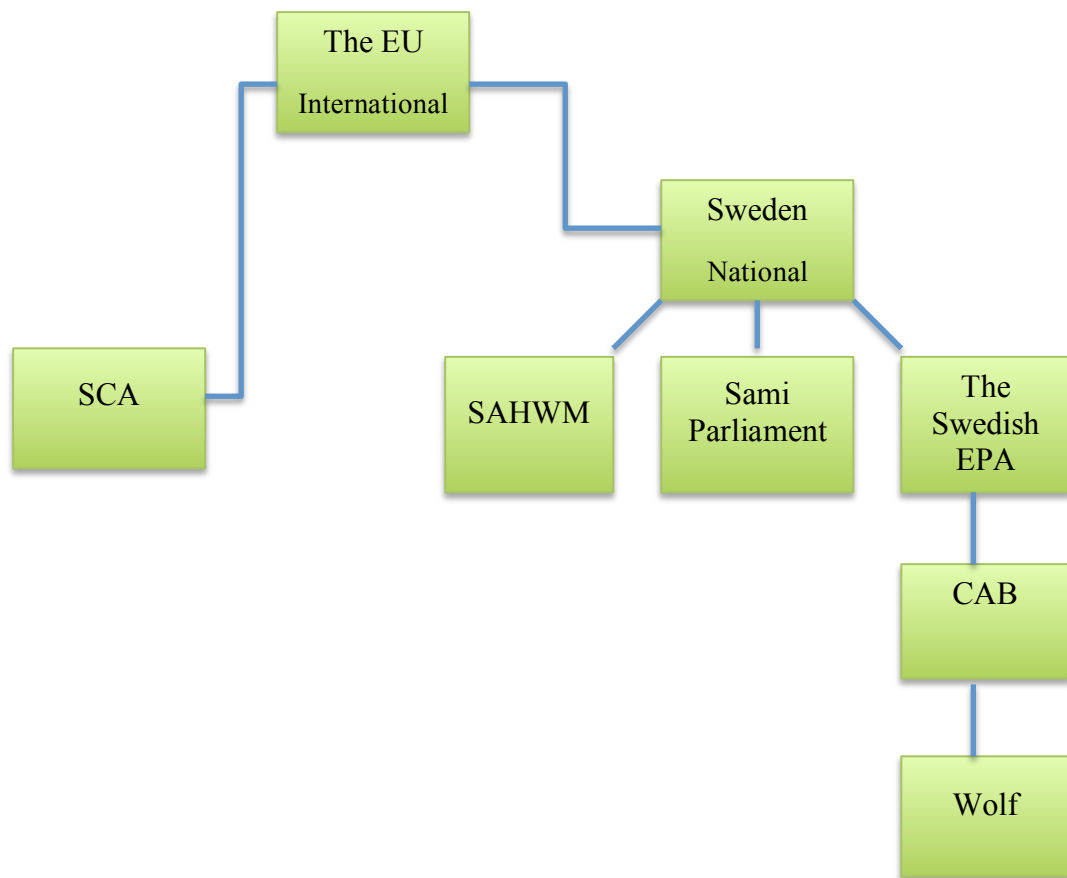 The EU
International
Sweden
National
SCA
SAHWM
Sami
Parliament
The
Swedish
EPA
CAB
Wolf